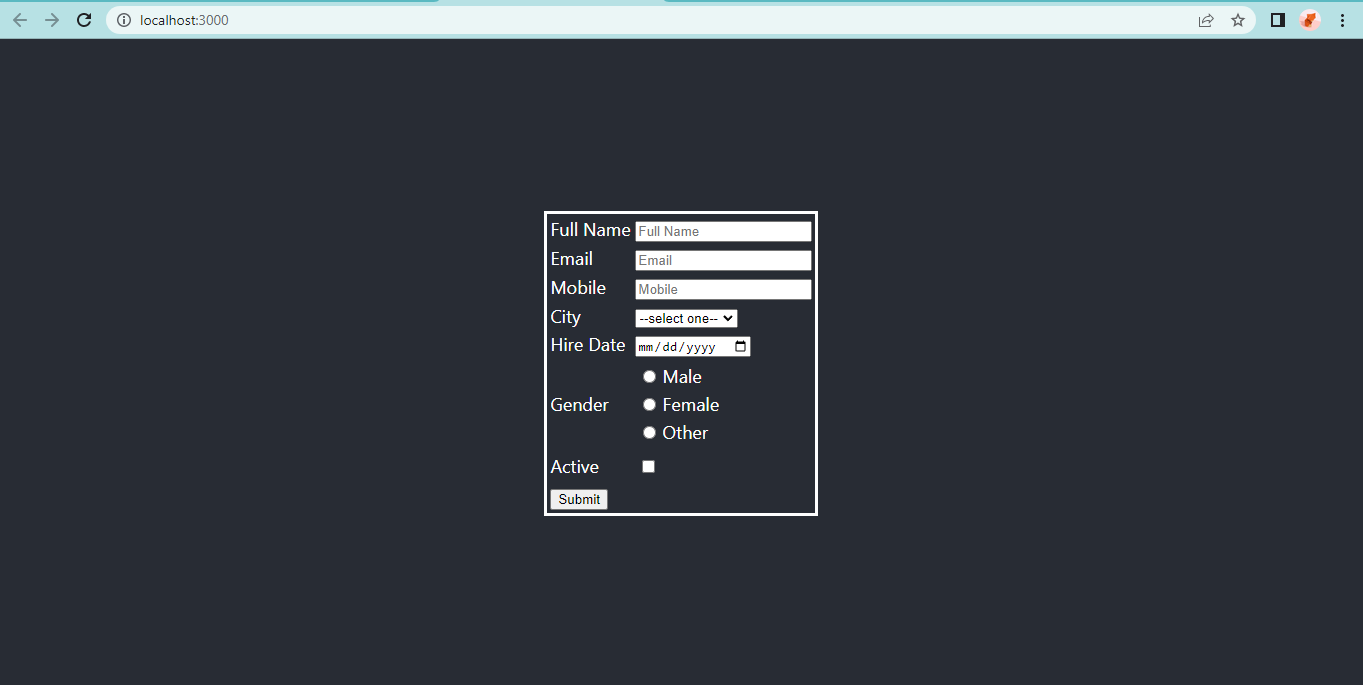 localhost:3000
Full Name Full Name
Email Email
Mobile Mobile
City --select one--
Hire Date mm/dd/yyyy
Male
Gender Female
Other
Active
Submit